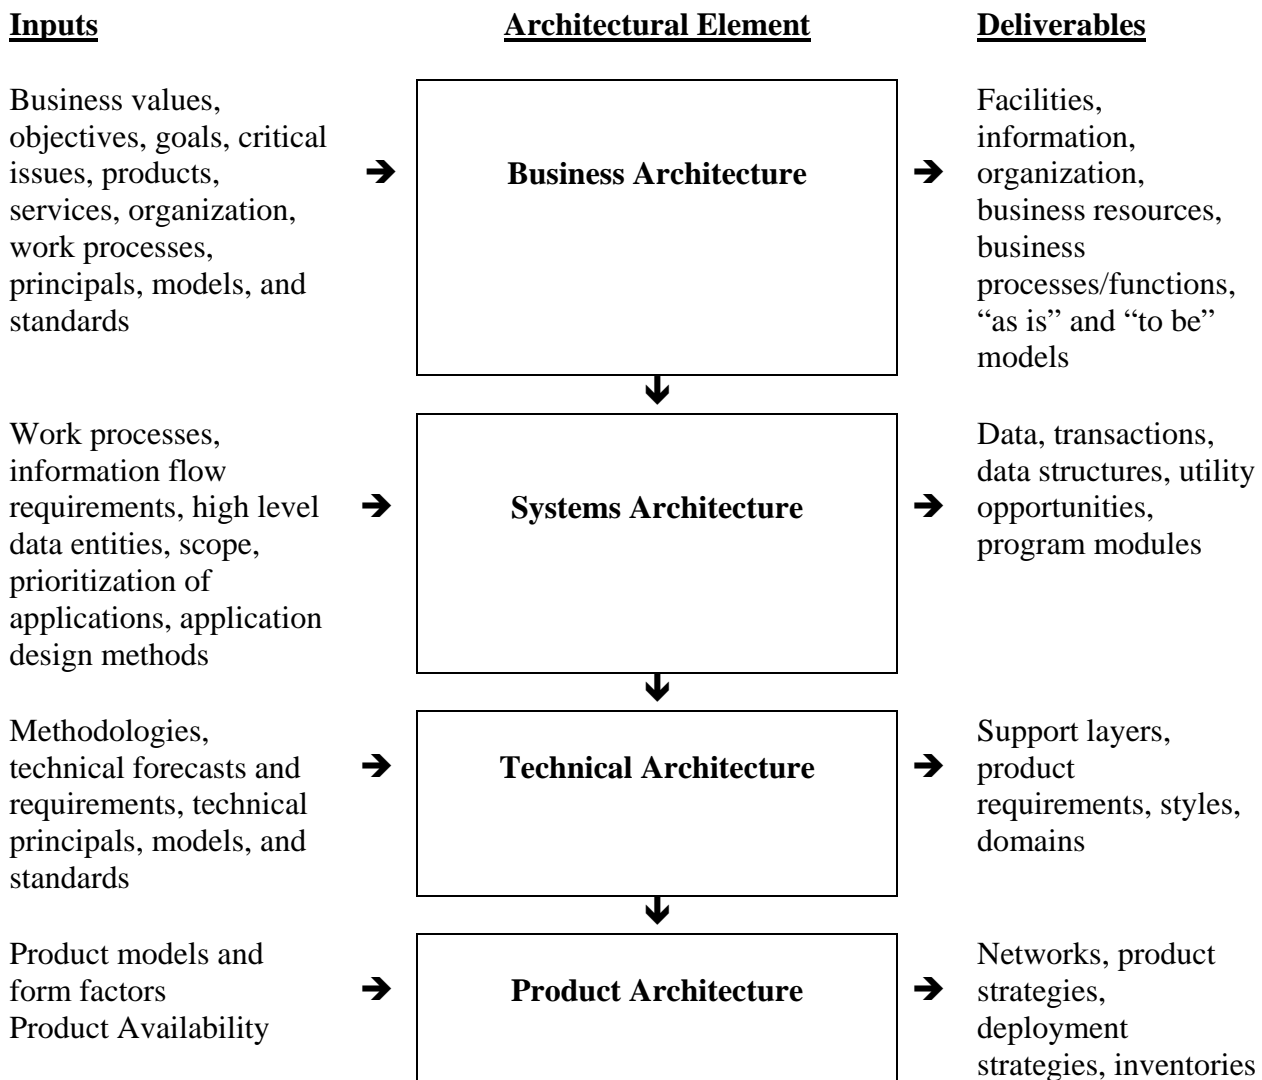 Inputs
Architectural Element
Deliverables
Business values,
objectives, goals, critical
issues, products,
services, organization,
work processes,
principals, models, and
standards
Business Architecture
Facilities,
information,
organization,
business resources,
business
processes/functions,
“as is” and “to be”
models
Work processes,
information flow
requirements, high level
data entities, scope,
prioritization of
applications, application
design methods
Systems Architecture
Data, transactions,
data structures, utility
opportunities,
program modules
Methodologies,
technical forecasts and
requirements, technical
principals, models, and
standards
Technical Architecture
Support layers,
product
requirements, styles,
domains
Product models and
form factors
Product Availability
Product Architecture
Networks, product
strategies,
deployment
strategies, inventories